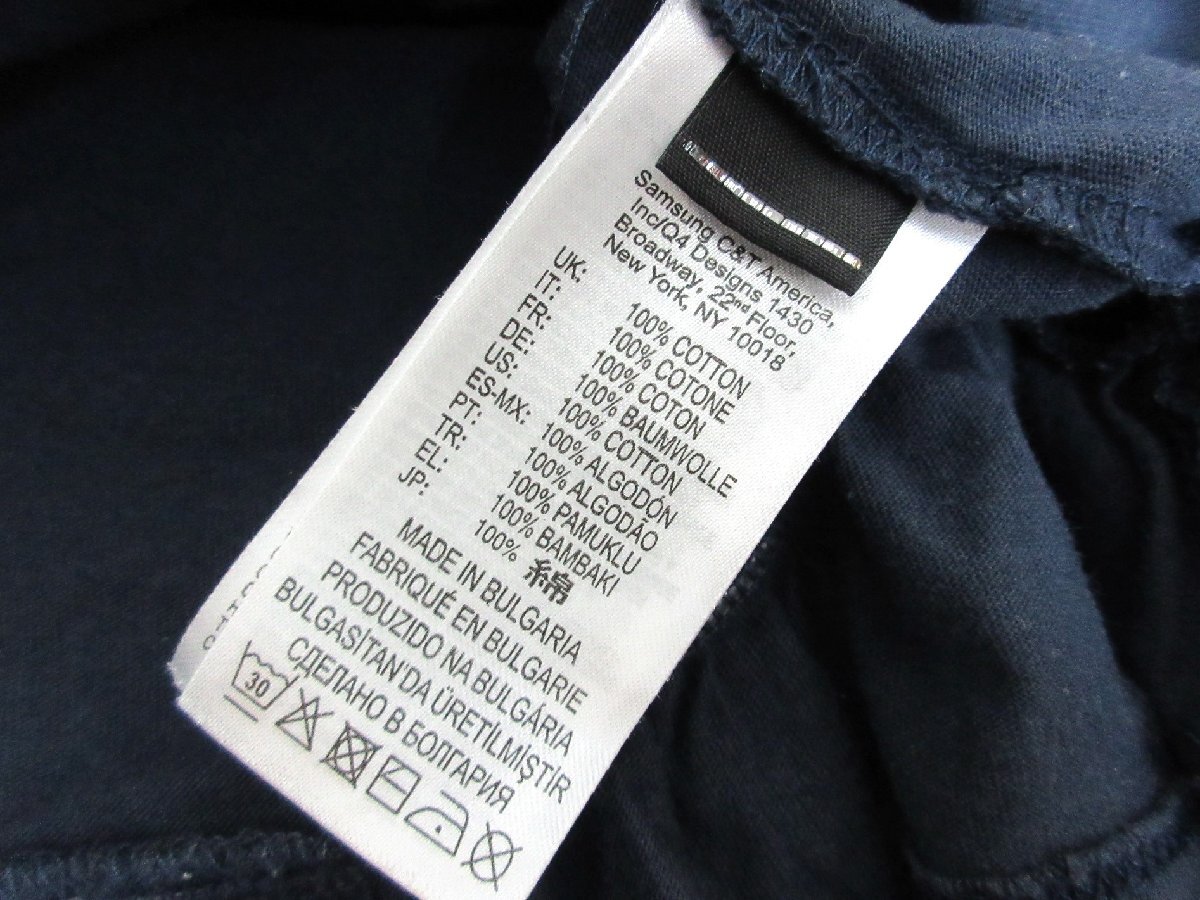 Samsung C&T America,
Inc/Q4 Designs 1430
Broadway, 22nd Floor,
New York, NY 10018
UK: 100% COTTON
IT: 100% COTONE
FR: 100% COTON
DE: 100% BAUMWOLLE
US: 100% COTTON
ES-MX: 100% ALGODÓN
PT: 100% ALGODÃO
TR: 100% PAMUKLU
EL: 100% BAMBAKI
JP: 100% 綿
MADE IN BULGARIA
FABRIQUÉ EN BULGARIE
PRODUZIDO NA BULGÁRIA
BULGASİTAN'DA ÜRETİLMİŞTİR
СДЕЛАНО В БОЛГАРИЯ
30